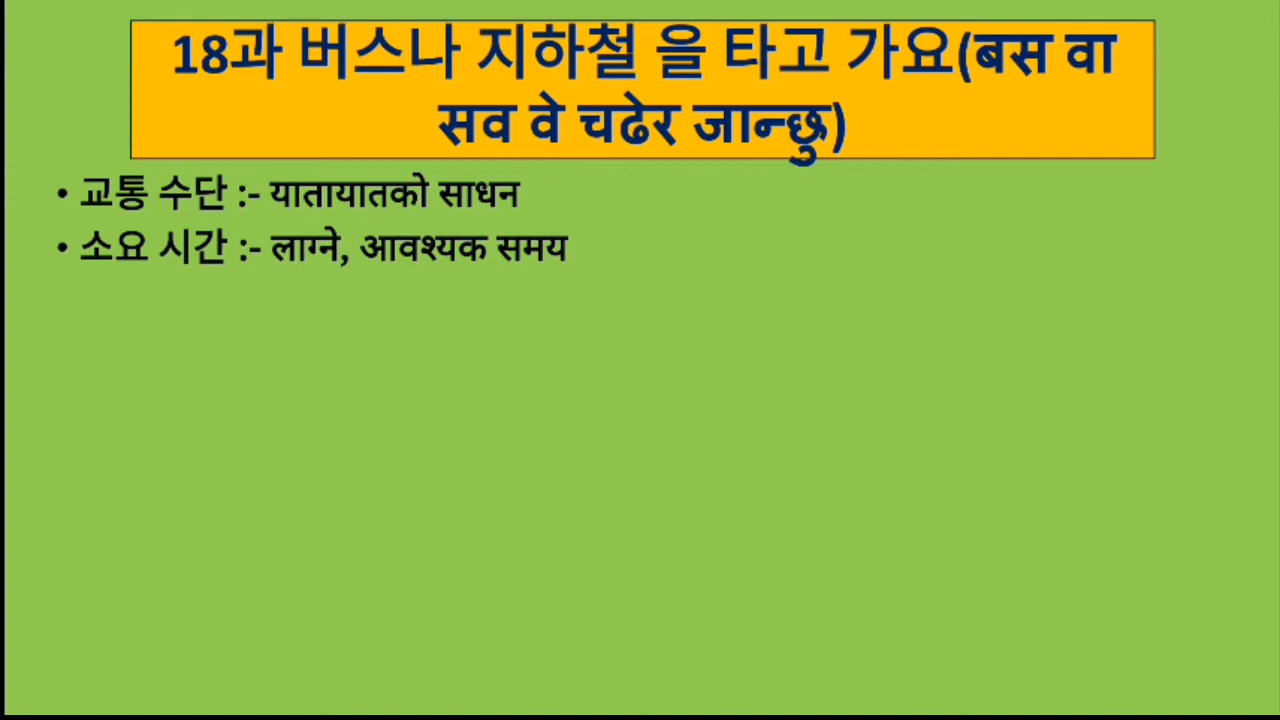 18과 버스나 지하철 을 타고 가요(बस वा
सव वे चढेर जान्छु)
• 교통 수단 :- यातायातको साधन
• 소요 시간 :- लाग्ने, आवश्यक समय